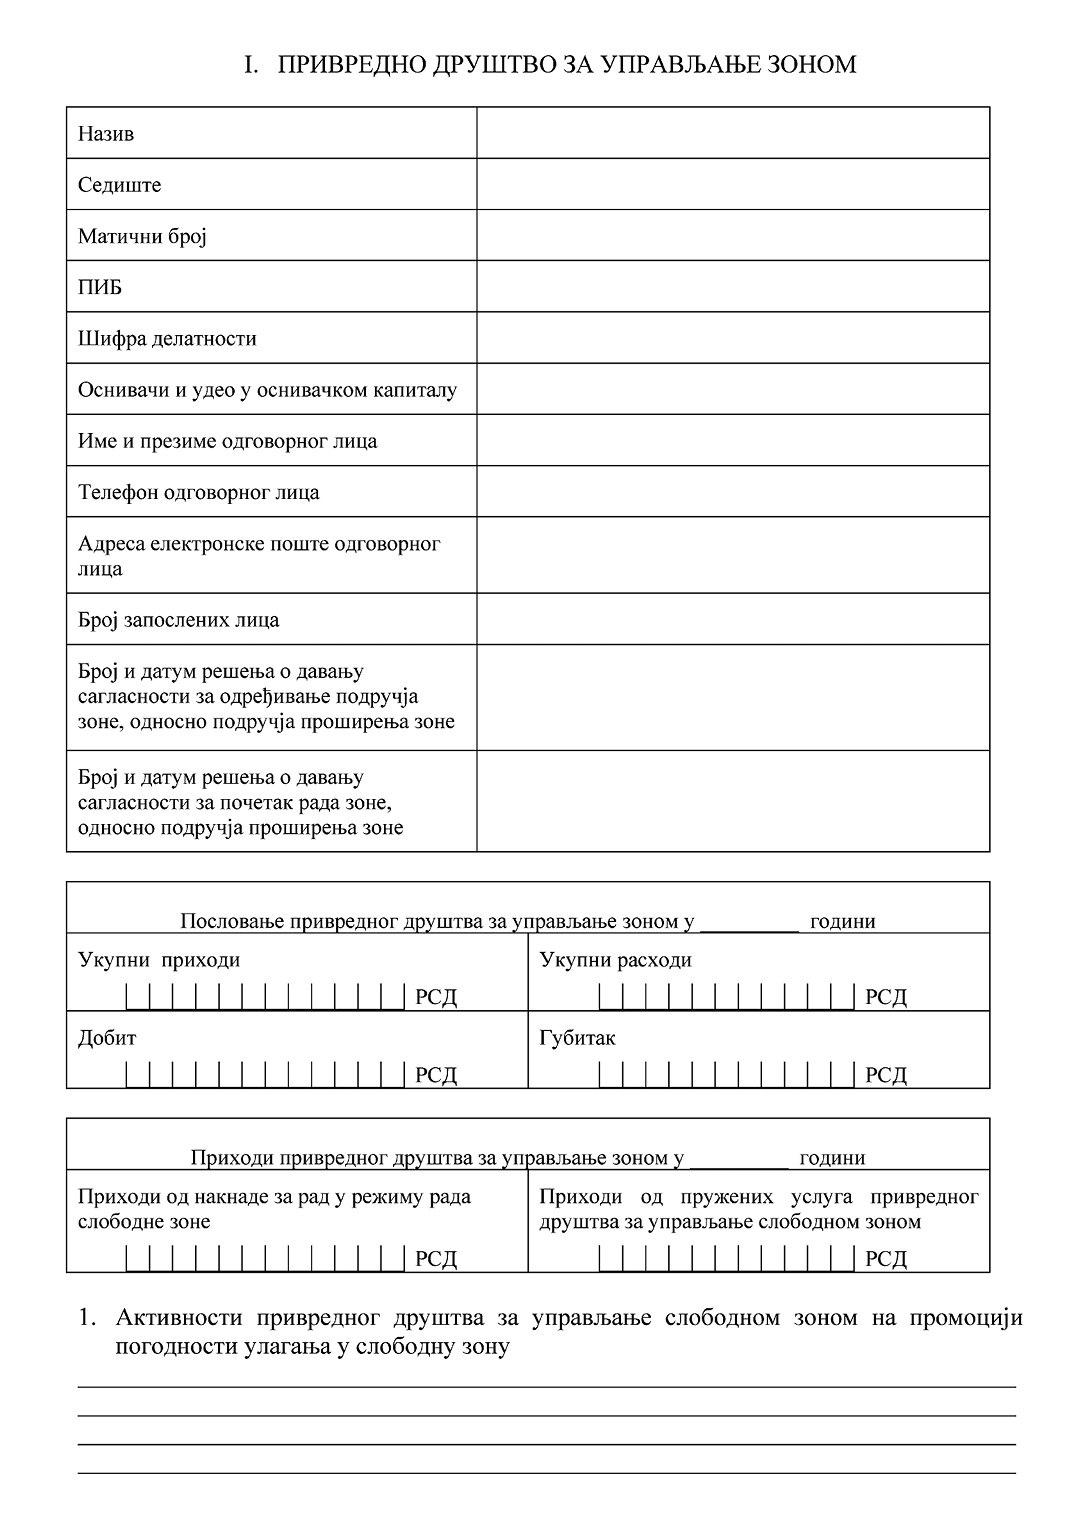 I. ПРИВРЕДНО ДРУШТВО ЗА УПРАВЉАЊЕ ЗОНОМ
Назив
Седиште
Матични број
ПИБ
Шифра делатности
Оснивачи и удео у оснивачком капиталу
Име и презиме одговорног лица
Телефон одговорног лица
Адреса електронске поште одговорног
лица
Број запослених лица
Број и датум решења о давању
сагласности за одређивање подручја
зоне, односно подручја проширења зоне
Број и датум решења о давању
сагласности за почетак рада зоне,
односно подручја проширења зоне
Пословање привредног друштва за управљање зоном у _________ години
Укупни приходи
РСД
Укупни расходи
РСД
Добит
РСД
Губитак
РСД
Приходи привредног друштва за управљање зоном у _________ години
Приходи од накнаде за рад у режиму рада
слободне зоне
РСД
Приходи од пружених услуга привредног
друштва за управљање слободном зоном
РСД
1. Активности привредног друштва за управљање слободном зоном на промоцији
погодности улагања у слободну зону